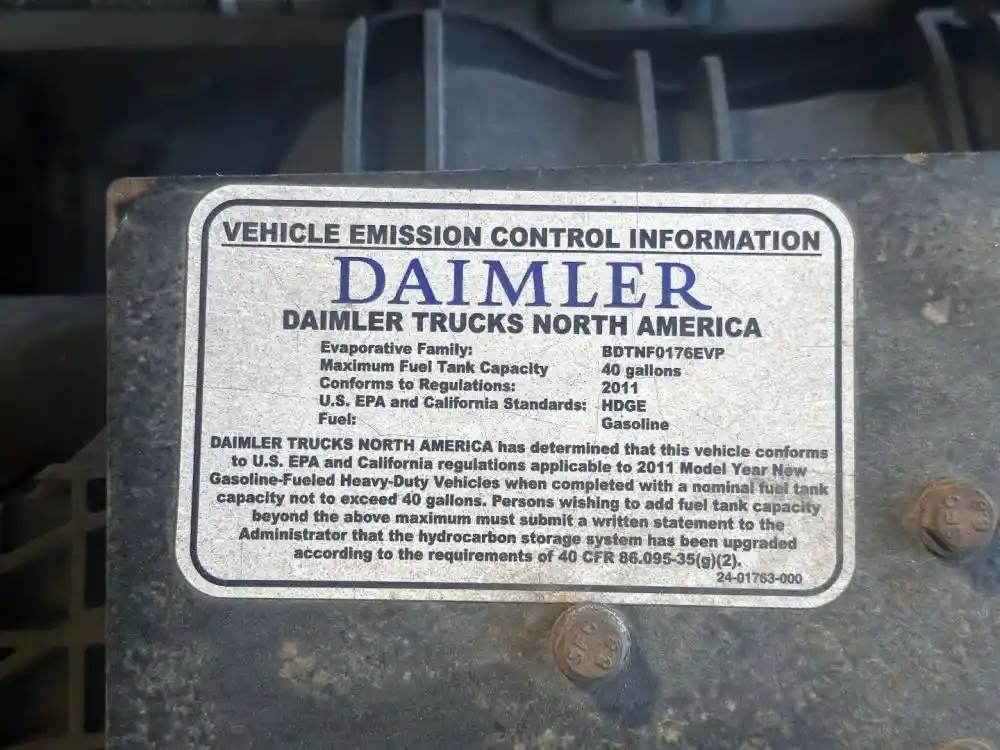 VEHICLE EMISSION CONTROL INFORMATION
DAIMLER
DAIMLER TRUCKS NORTH AMERICA
Evaporative Family: BDTNF0176EVP
Maximum Fuel Tank Capacity 40 gallons
Conforms to Regulations: 2011
U.S. EPA and California Standards: HDGE
Fuel: Gasoline
DAIMLER TRUCKS NORTH AMERICA has determined that this vehicle conforms
to U.S. EPA and California regulations applicable to 2011 Model Year New
Gasoline-Fueled Heavy-Duty Vehicles when completed with a nominal fuel tank
capacity not to exceed 40 gallons. Persons wishing to add fuel tank capacity
beyond the above maximum must submit a written statement to the
Administrator that the hydrocarbon storage system has been upgraded
according to the requirements of 40 CFR 86.095-35(g)(2).
24-01763-000
8.8